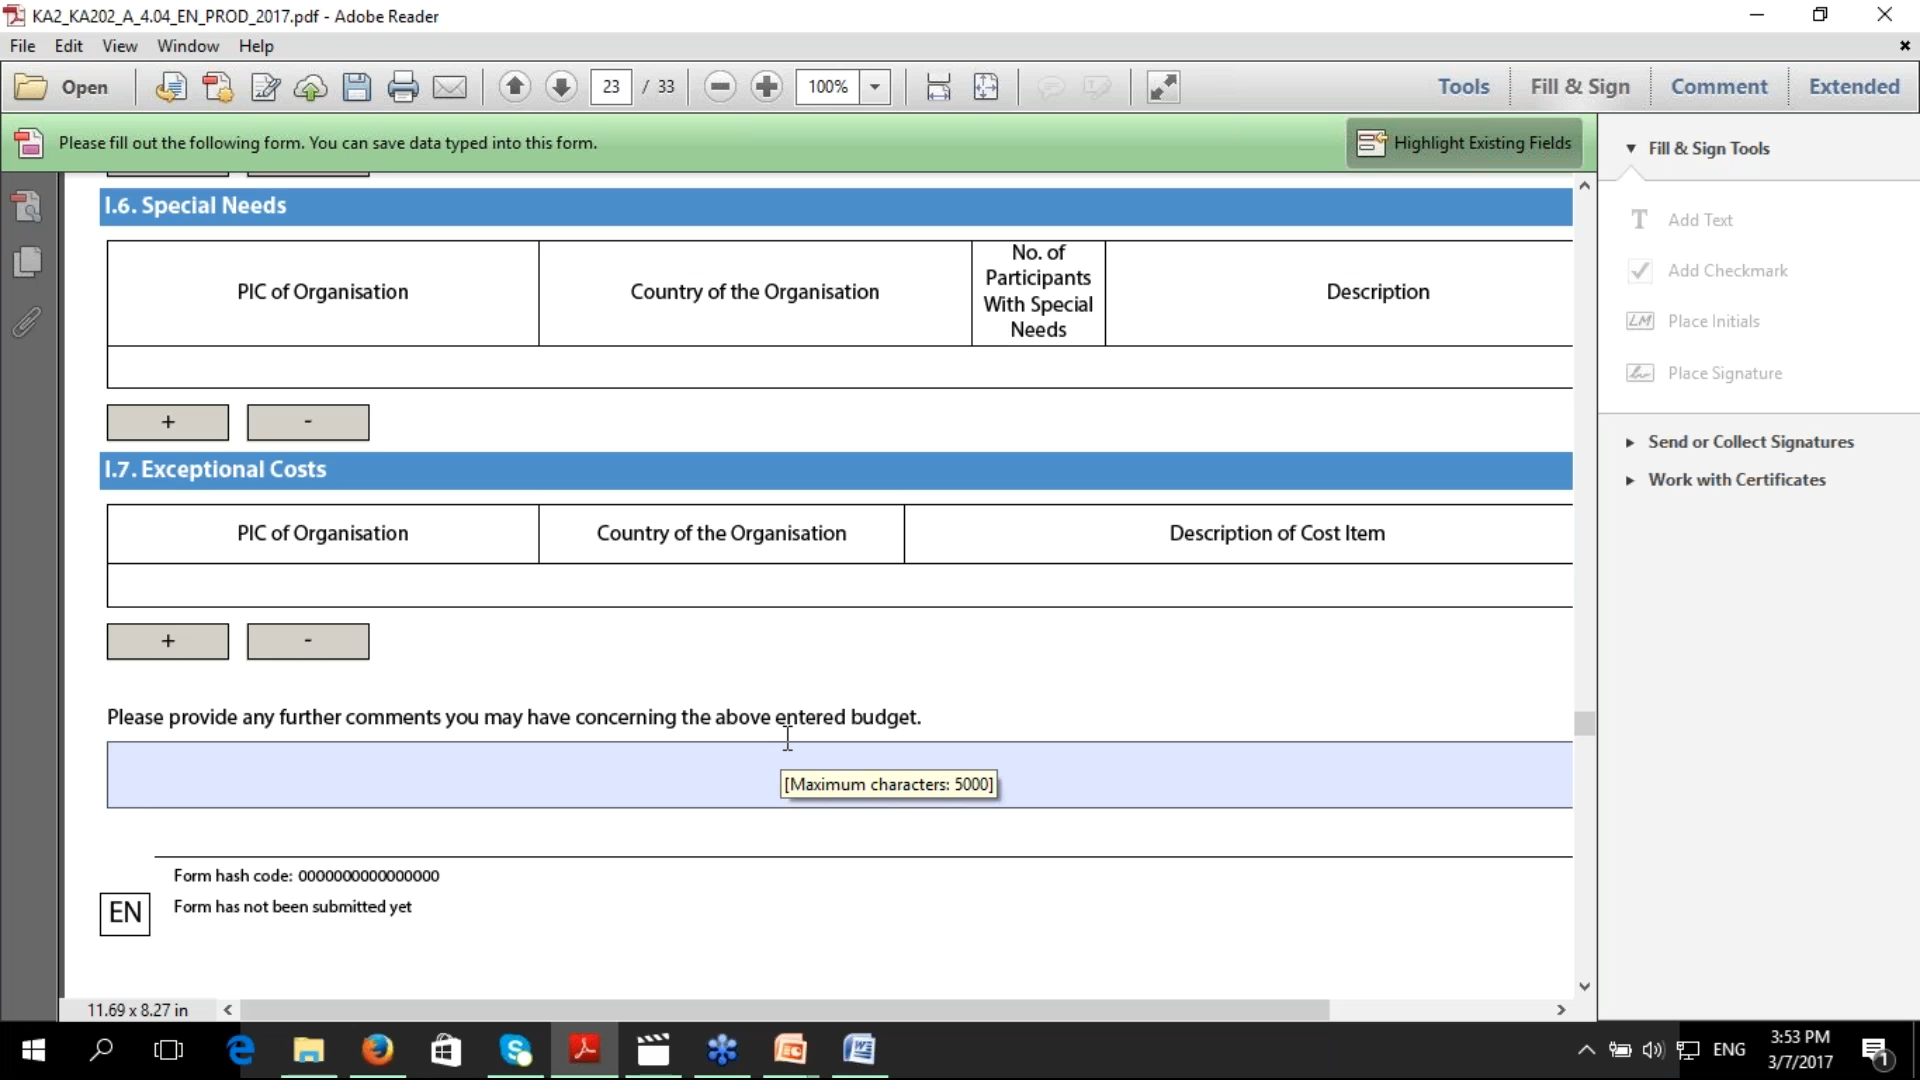 KA2_KA202_A_4.04_EN_PROD_2017.pdf - Adobe Reader
File Edit View Window Help
Open 23 / 33 100% Tools Fill & Sign Comment Extended
Please fill out the following form. You can save data typed into this form. Highlight Existing Fields
Fill & Sign Tools
T Add Text
Add Checkmark
LM Place Initials
Place Signature
Send or Collect Signatures
Work with Certificates
I.6. Special Needs
PIC of Organisation
Country of the Organisation
No. of
Participants
With Special
Needs
Description
+ -
I.7. Exceptional Costs
PIC of Organisation Country of the Organisation Description of Cost Item
+ -
Please provide any further comments you may have concerning the above entered budget.
[Maximum characters: 5000]
Form hash code: 0000000000000000
EN
Form has not been submitted yet
11.69 x 8.27 in
ENG
3:53 PM
3/7/2017
1